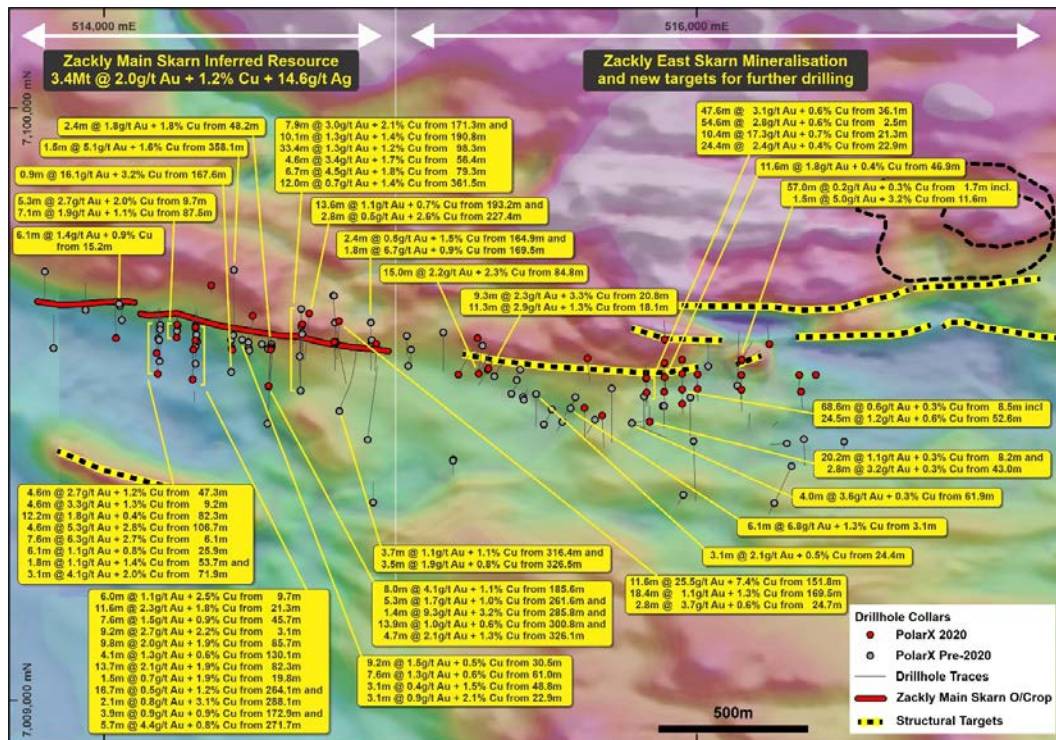 514,000 mE
516,000 mE
7,100,000 mN
7,009,000 mN
Zackly Main Skarn Inferred Resource
3.4Mt @ 2.0g/t Au + 1.2% Cu + 14.6g/t Ag
Zackly East Skarn Mineralisation
and new targets for further drilling
2.4m @ 1.8g/t Au + 1.8% Cu from 48.2m
1.5m @ 5.1g/t Au + 1.6% Cu from 358.1m
0.9m @ 16.1g/t Au + 3.2% Cu from 167.6m
5.3m @ 2.7g/t Au + 2.0% Cu from 9.7m
7.1m @ 1.9g/t Au + 1.1% Cu from 87.5m
6.1m @ 1.4g/t Au + 0.9% Cu
from 15.2m
7.9m @ 3.0g/t Au + 2.1% Cu from 171.3m and
10.1m @ 1.3g/t Au + 1.4% Cu from 190.8m
33.4m @ 1.3g/t Au + 1.2% Cu from 98.3m
4.6m @ 3.4g/t Au + 1.7% Cu from 56.4m
6.7m @ 4.5g/t Au + 1.8% Cu from 79.3m
12.0m @ 0.7g/t Au + 1.4% Cu from 361.5m
13.6m @ 1.1g/t Au + 0.7% Cu from 193.2m and
2.8m @ 0.5g/t Au + 2.6% Cu from 227.4m
2.4m @ 0.5g/t Au + 1.5% Cu from 164.9m and
1.8m @ 6.7g/t Au + 0.9% Cu from 169.5m
15.0m @ 2.2g/t Au + 2.3% Cu from 84.8m
9.3m @ 2.3g/t Au + 3.3% Cu from 20.8m
11.3m @ 2.9g/t Au + 1.3% Cu from 18.1m
47.6m @ 3.1g/t Au + 0.6% Cu from 36.1m
54.6m @ 2.8g/t Au + 0.6% Cu from 2.5m
10.4m @ 17.3g/t Au + 0.7% Cu from 21.3m
24.4m @ 2.4g/t Au + 0.4% Cu from 22.9m
11.6m @ 1.8g/t Au + 0.4% Cu from 46.9m
57.0m @ 0.2g/t Au + 0.3% Cu from 1.7m incl.
1.5m @ 5.0g/t Au + 3.2% Cu from 11.6m
68.6m @ 0.6g/t Au + 0.3% Cu from 8.5m incl
24.5m @ 1.2g/t Au + 0.6% Cu from 52.6m
20.2m @ 1.1g/t Au + 0.3% Cu from 8.2m and
2.8m @ 3.2g/t Au + 0.3% Cu from 43.0m
4.0m @ 3.6g/t Au + 0.3% Cu from 61.9m
6.1m @ 6.8g/t Au + 1.3% Cu from 3.1m
3.1m @ 2.1g/t Au + 0.5% Cu from 24.4m
11.6m @ 25.5g/t Au + 7.4% Cu from 151.8m
18.4m @ 1.1g/t Au + 1.3% Cu from 169.5m
2.8m @ 3.7g/t Au + 0.6% Cu from 24.7m
4.6m @ 2.7g/t Au + 1.2% Cu from 47.3m
4.6m @ 3.3g/t Au + 1.3% Cu from 9.2m
12.2m @ 1.8g/t Au + 0.4% Cu from 82.3m
4.6m @ 5.3g/t Au + 2.8% Cu from 106.7m
7.6m @ 6.3g/t Au + 2.7% Cu from 6.1m
6.1m @ 1.1g/t Au + 0.8% Cu from 25.9m
1.8m @ 1.1g/t Au + 1.4% Cu from 53.7m and
3.1m @ 4.1g/t Au + 2.0% Cu from 71.9m
6.0m @ 1.1g/t Au + 2.5% Cu from 9.7m
11.6m @ 2.3g/t Au + 1.8% Cu from 21.3m
7.6m @ 1.5g/t Au + 0.9% Cu from 45.7m
9.2m @ 2.7g/t Au + 2.2% Cu from 3.1m
9.8m @ 2.0g/t Au + 1.9% Cu from 85.7m
4.1m @ 1.3g/t Au + 0.6% Cu from 130.1m
13.7m @ 2.1g/t Au + 1.9% Cu from 82.3m
1.5m @ 0.7g/t Au + 1.9% Cu from 19.8m
16.7m @ 0.5g/t Au + 1.2% Cu from 264.1m and
2.1m @ 0.8g/t Au + 3.1% Cu from 288.1m
3.9m @ 0.9g/t Au + 0.9% Cu from 172.9m and
5.7m @ 4.4g/t Au + 0.8% Cu from 271.7m
3.7m @ 1.1g/t Au + 1.1% Cu from 316.4m and
3.5m @ 1.9g/t Au + 0.8% Cu from 326.5m
8.0m @ 4.1g/t Au + 1.1% Cu from 185.6m
5.3m @ 1.7g/t Au + 1.0% Cu from 261.6m and
1.4m @ 9.3g/t Au + 3.2% Cu from 285.8m and
13.9m @ 1.0g/t Au + 0.6% Cu from 300.8m and
4.7m @ 2.1g/t Au + 1.3% Cu from 326.1m
9.2m @ 1.5g/t Au + 0.5% Cu from 30.5m
7.6m @ 1.3g/t Au + 0.6% Cu from 61.0m
3.1m @ 0.4g/t Au + 1.5% Cu from 48.8m
3.1m @ 0.9g/t Au + 2.1% Cu from 22.9m
Drillhole Collars
PolarX 2020
PolarX Pre-2020
Drillhole Traces
Zackly Main Skarn O/Crop
Structural Targets
500m